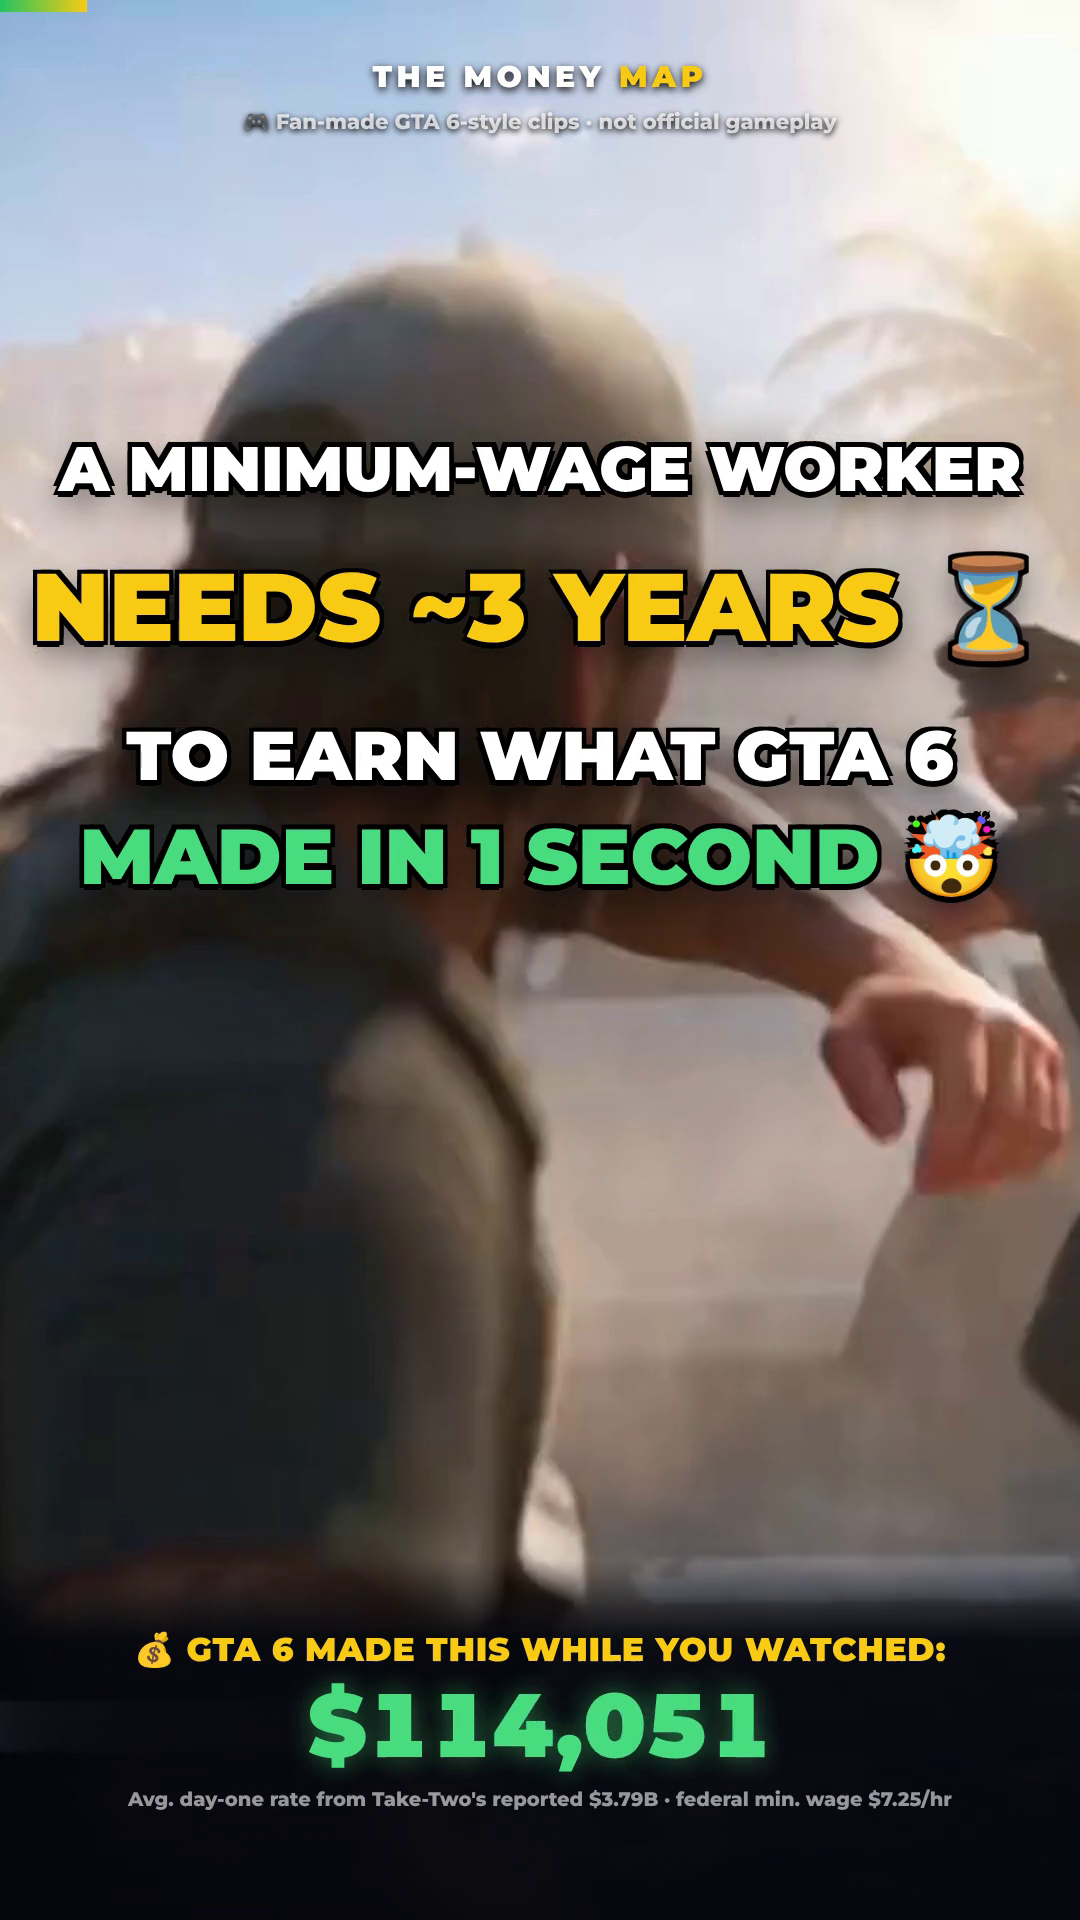 THE MONEY MAP
🎮 Fan-made GTA 6-style clips · not official gameplay
A MINIMUM-WAGE WORKER
NEEDS ~3 YEARS ⏳
TO EARN WHAT GTA 6
MADE IN 1 SECOND 🤯
💰 GTA 6 MADE THIS WHILE YOU WATCHED:
$114,051
Avg. day-one rate from Take-Two's reported $3.79B · federal min. wage $7.25/hr